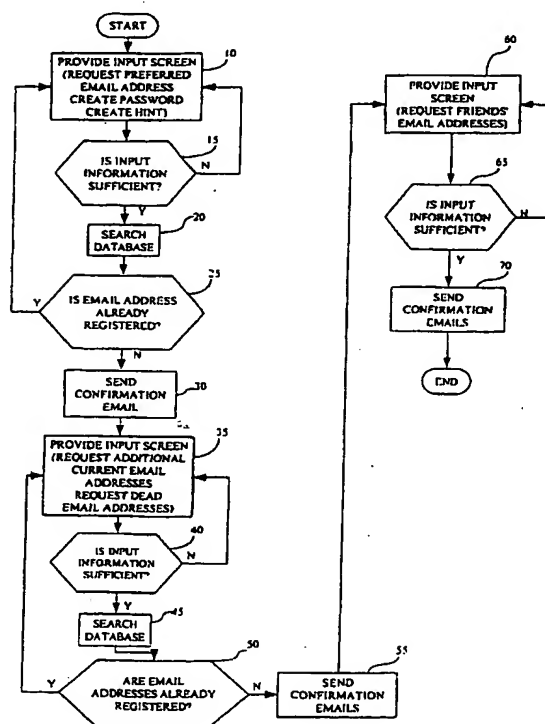 START
10
PROVIDE INPUT SCREEN
(REQUEST PREFERRED
EMAIL ADDRESS
CREATE PASSWORD
CREATE HINT)
15
IS INPUT
INFORMATION
SUFFICIENT?
N
Y
20
SEARCH
DATABASE
25
IS EMAIL ADDRESS
ALREADY
REGISTERED?
Y
N
30
SEND
CONFIRMATION
EMAIL
35
PROVIDE INPUT SCREEN
(REQUEST ADDITIONAL
CURRENT EMAIL
ADDRESSES
REQUEST DEAD
EMAIL ADDRESSES)
40
IS INPUT
INFORMATION
SUFFICIENT?
N
Y
45
SEARCH
DATABASE
50
ARE EMAIL
ADDRESSES ALREADY
REGISTERED?
Y
N
55
SEND
CONFIRMATION
EMAILS
60
PROVIDE INPUT
SCREEN
(REQUEST FRIENDS'
EMAIL ADDRESSES)
65
IS INPUT
INFORMATION
SUFFICIENT?
N
Y
70
SEND
CONFIRMATION
EMAILS
END